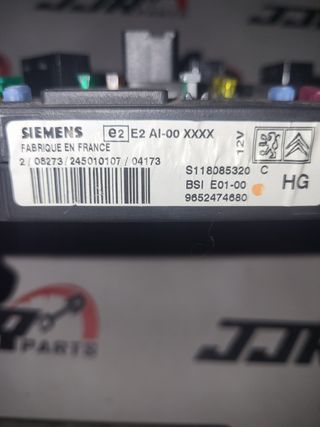 JJR
SIEMENS e2 E2 AI-00 XXXX
FABRIQUE EN FRANCE
12V
2/08273/245010107/04173
S118085320 C
BSI E01-00
HG
9652474680
PARTS
JJR